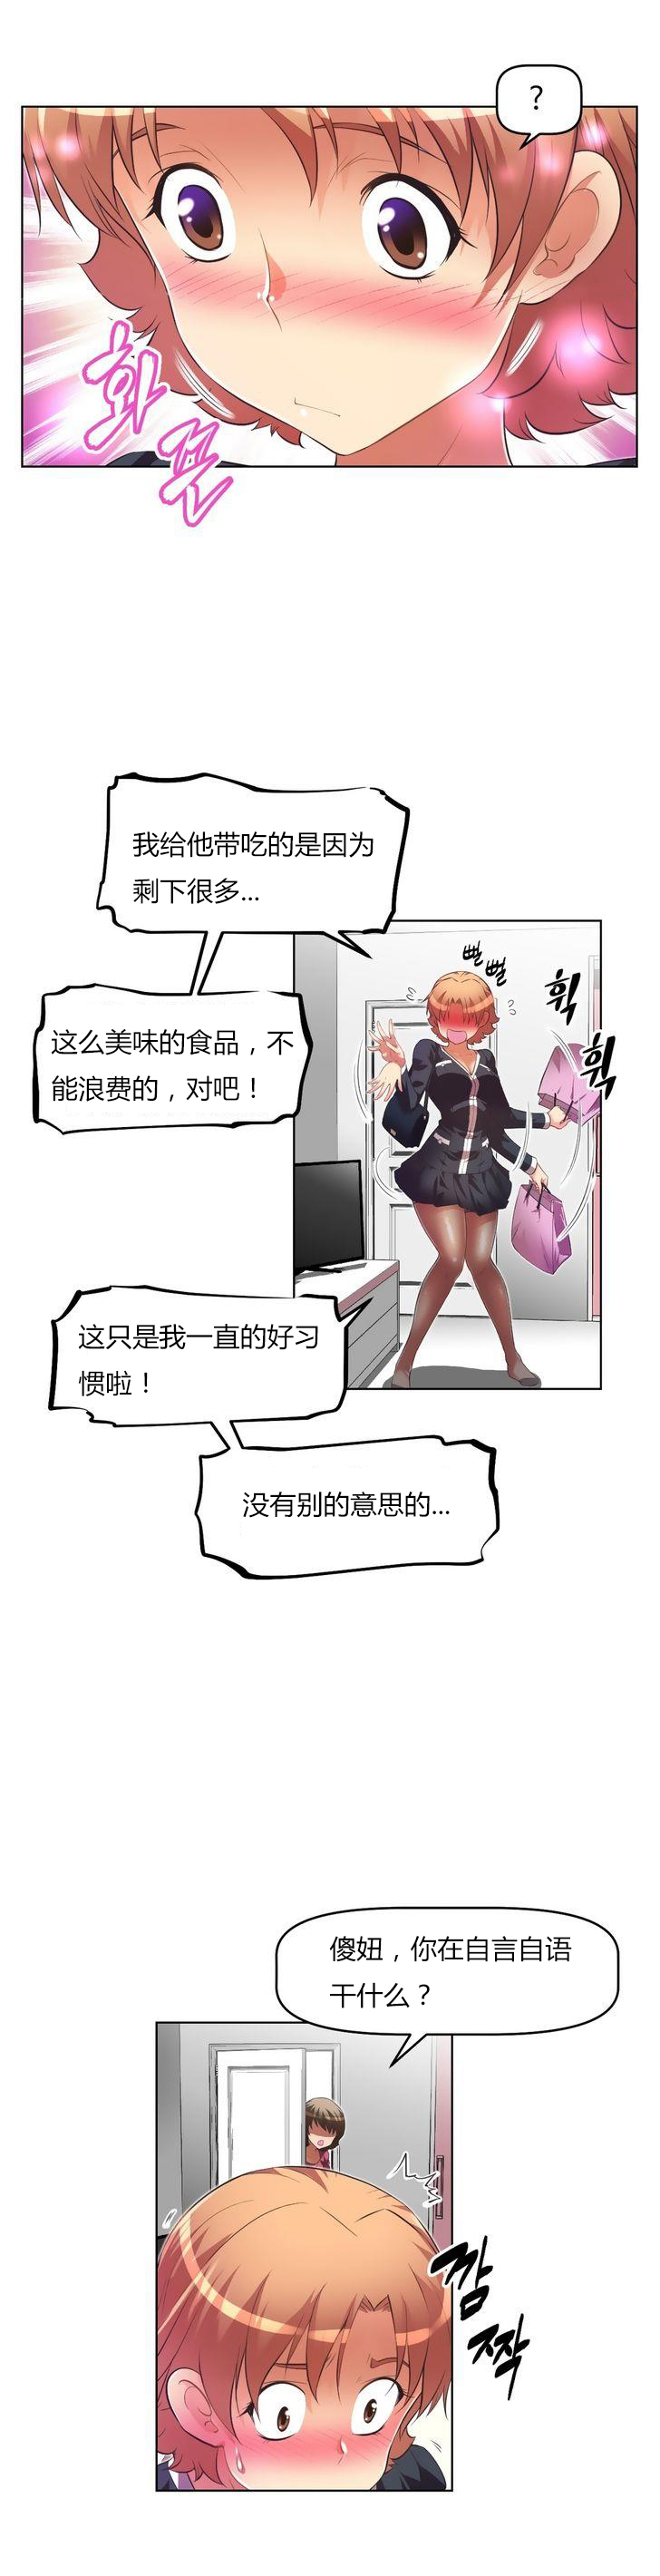 ?
화
끈
我给他带吃的是因为
剩下很多...
뻘
뻘
휙
휙
这么美味的食品，不
能浪费的，对吧！
这只是我一直的好习
惯啦！
没有别的意思的...
傻妞，你在自言自语
干什么？
깜
짝